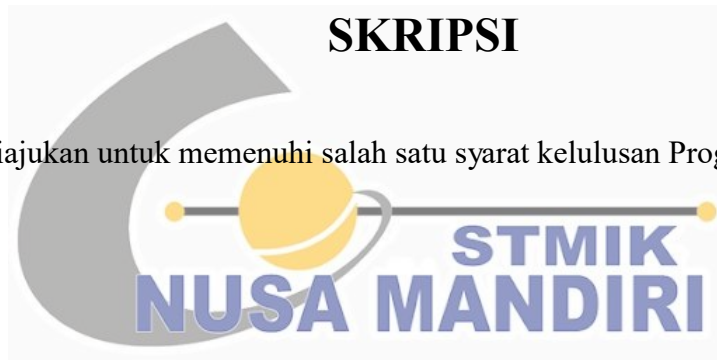 SKRIPSI
iajukan untuk memenuhi salah satu syarat kelulusan Prog
STMIK
NUSA MANDIRI